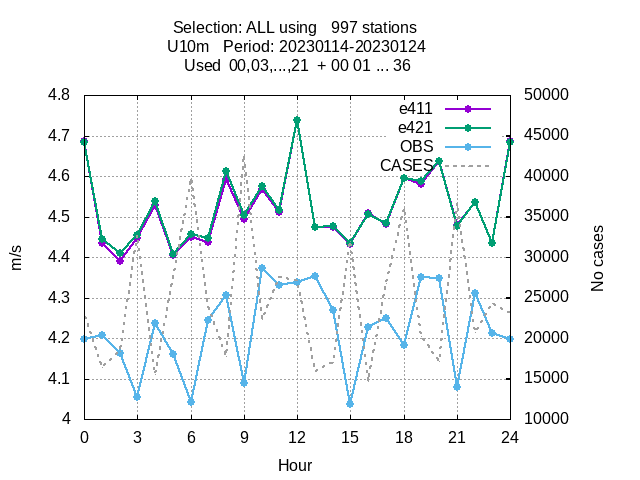 Selection: ALL using   997 stations
U10m   Period: 20230114-20230124
Used  00,03,...,21  + 00 01 ... 36
4.8
4.7
4.6
4.5
4.4
4.3
4.2
4.1
4
50000
45000
40000
35000
30000
25000
20000
15000
10000
e411
e421
OBS
CASES
m/s
No cases
0 3 6 9 12 15 18 21 24
Hour